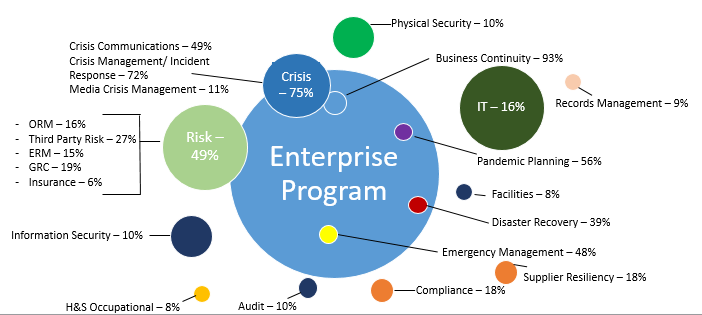 Physical Security – 10%
Crisis Communications – 49%
Crisis Management/ Incident
Response – 72%
Media Crisis Management – 11%
Business Continuity – 93%
Crisis
– 75%
IT – 16%
Records Management – 9%
- ORM – 16%
- Third Party Risk – 27%
- ERM – 15%
- GRC – 19%
- Insurance – 6%
Risk –
49%
Enterprise
Program
Pandemic Planning – 56%
Facilities – 8%
Disaster Recovery – 39%
Information Security – 10%
Emergency Management – 48%
Supplier Resiliency – 18%
Compliance – 18%
H&S Occupational – 8%
Audit – 10%